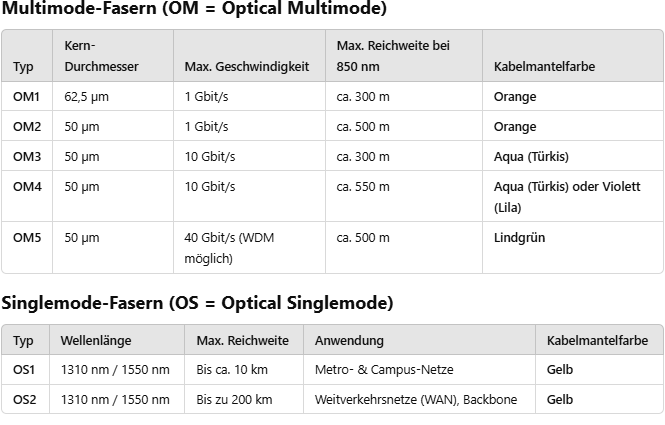 Multimode-Fasern (OM = Optical Multimode)
Typ Kern-Durchmesser Max. Geschwindigkeit Max. Reichweite bei 850 nm Kabelmantelfarbe
OM1 62,5 µm 1 Gbit/s ca. 300 m Orange
OM2 50 µm 1 Gbit/s ca. 500 m Orange
OM3 50 µm 10 Gbit/s ca. 300 m Aqua (Türkis)
OM4 50 µm 10 Gbit/s ca. 550 m Aqua (Türkis) oder Violett (Lila)
OM5 50 µm 40 Gbit/s (WDM möglich) ca. 500 m Lindgrün
Singlemode-Fasern (OS = Optical Singlemode)
Typ Wellenlänge Max. Reichweite Anwendung Kabelmantelfarbe
OS1 1310 nm / 1550 nm Bis ca. 10 km Metro- & Campus-Netze Gelb
OS2 1310 nm / 1550 nm Bis zu 200 km Weitverkehrsnetze (WAN), Backbone Gelb